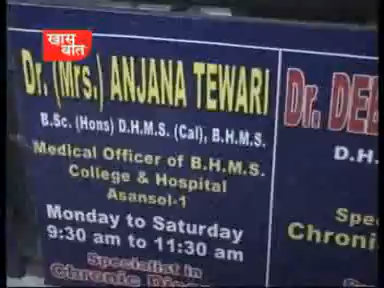 खास
बात
Dr. (Mrs.) ANJANA TEWARI
B.Sc. (Hons) D.H.M.S. (Cal), B.H.M.S.
Medical Officer of B.H.M.S.
College & Hospital
Asansol-1
Monday to Saturday
9:30 am to 11:30 am
Specialist in
Chronic
Dr.
D.H.
Chroni